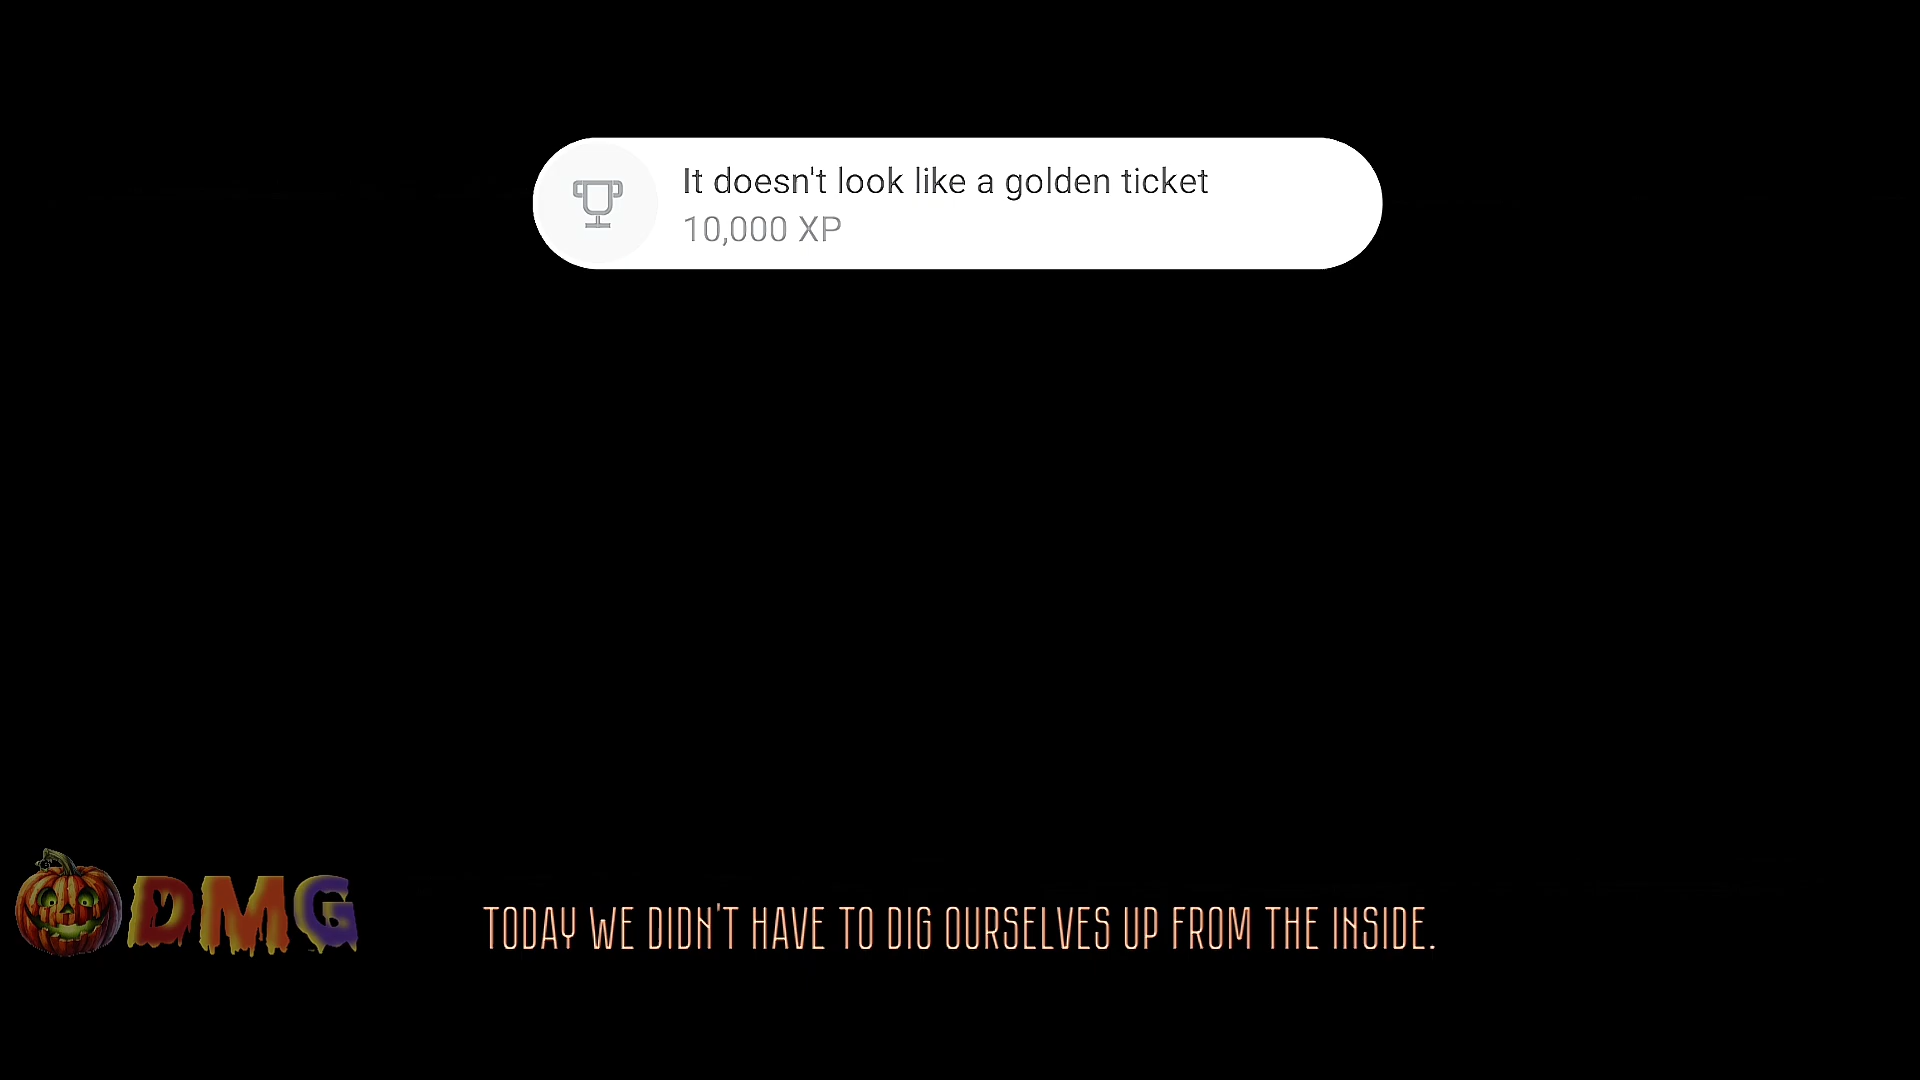 It doesn't look like a golden ticket
10,000 XP
DMG
TODAY WE DIDN'T HAVE TO DIG OURSELVES UP FROM THE INSIDE.